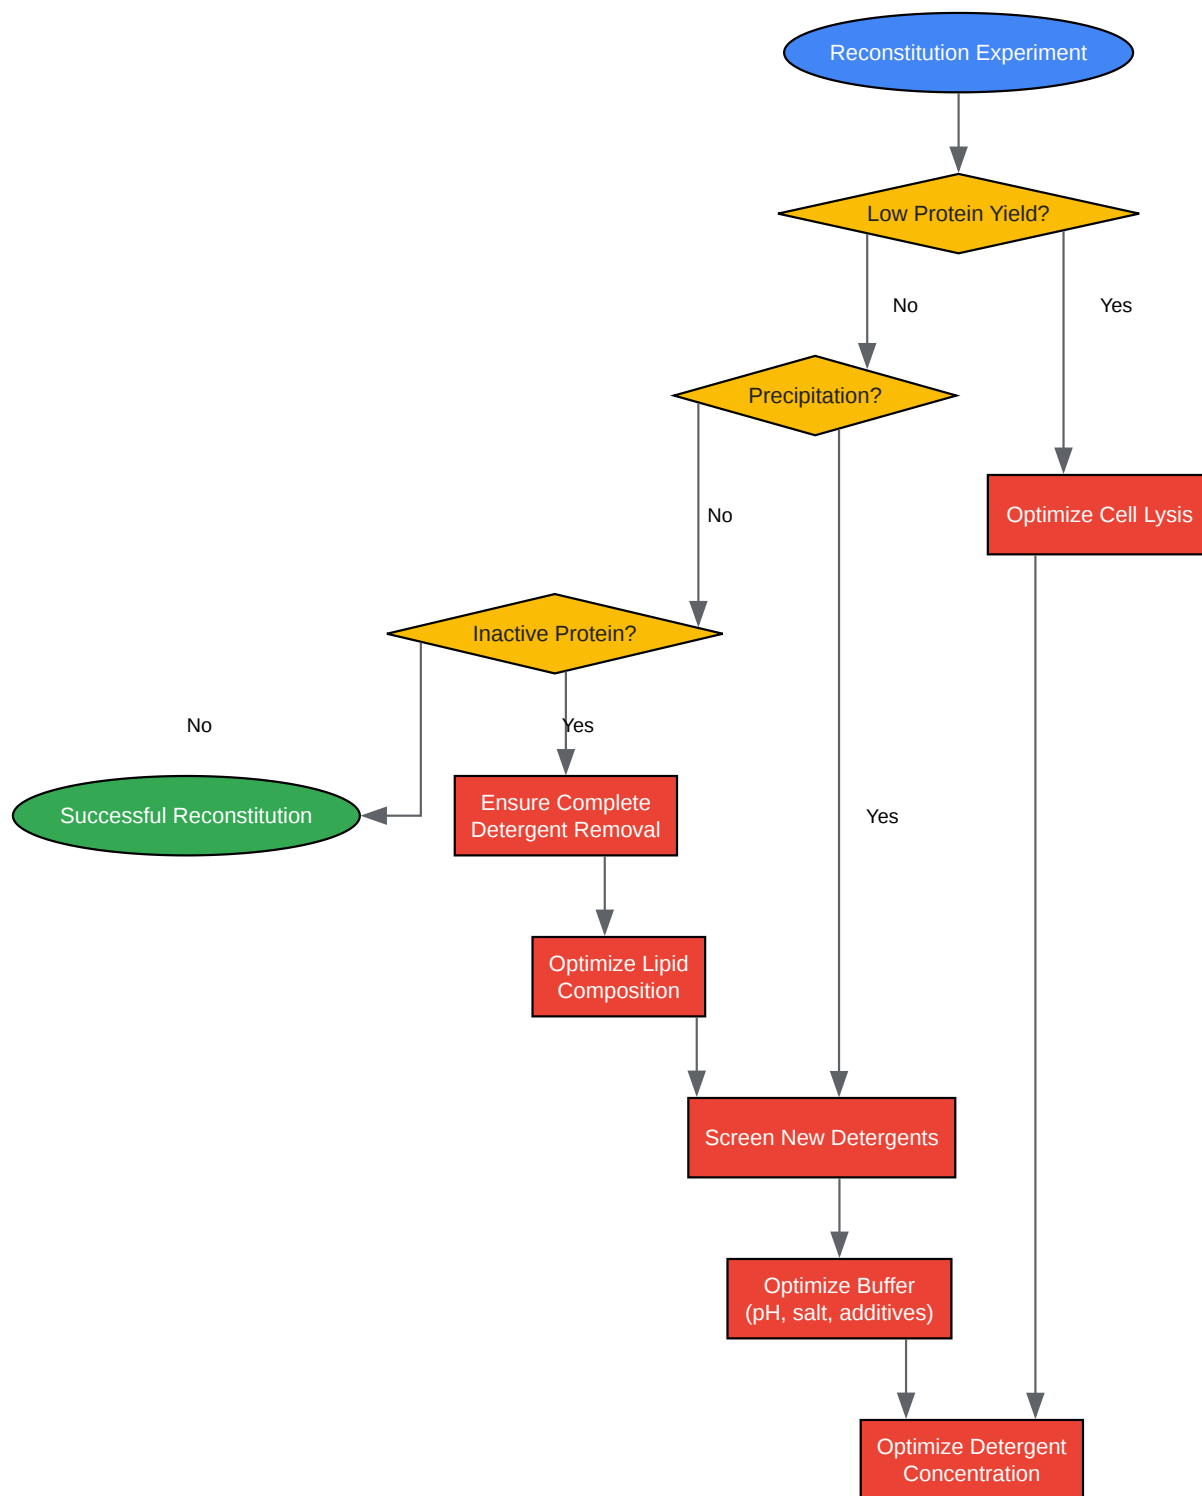 Reconstitution Experiment
Low Protein Yield?
No
Yes
Precipitation?
Optimize Cell Lysis
No
Inactive Protein?
No
Yes
Ensure Complete
Detergent Removal
Successful Reconstitution
Yes
Optimize Lipid
Composition
Screen New Detergents
Optimize Buffer
(pH, salt, additives)
Optimize Detergent
Concentration